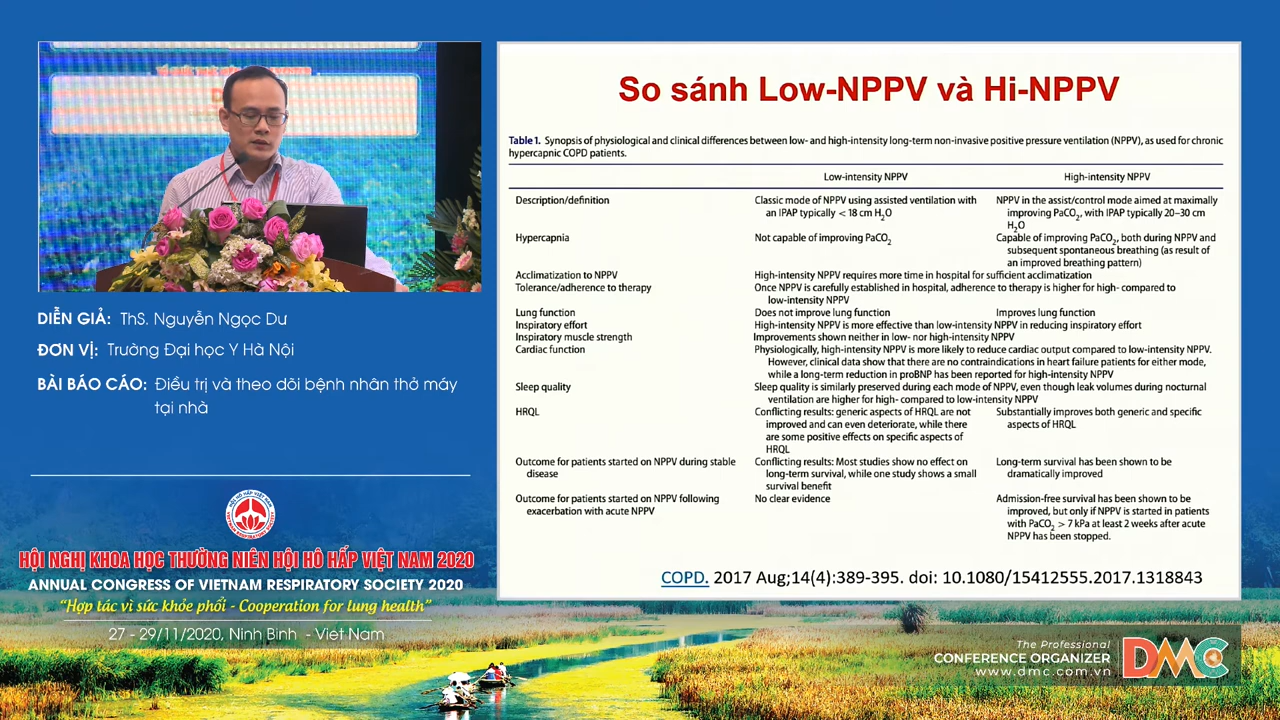 DIỄN GIẢ: ThS. Nguyễn Ngọc Dư
ĐƠN VỊ: Trường Đại học Y Hà Nội
BÀI BÁO CÁO: Điều trị và theo dõi bệnh nhân thở máy
tại nhà
HỘI HÔ HẤP VIỆT NAM
HỘI NGHỊ KHOA HỌC THƯỜNG NIÊN HỘI HÔ HẤP VIỆT NAM 2020
ANNUAL CONGRESS OF VIETNAM RESPIRATORY SOCIETY 2020
“Hợp tác vì sức khỏe phổi - Cooperation for lung health”
27 - 29/11/2020, Ninh Bình - Viet Nam
So sánh Low-NPPV và Hi-NPPV
Table 1. Synopsis of physiological and clinical differences between low- and high-intensity long-term non-invasive positive pressure ventilation (NPPV), as used for chronic
hypercapnic COPD patients.
Low-intensity NPPV High-intensity NPPV
Description/definition
Classic mode of NPPV using assisted ventilation with
an IPAP typically < 18 cm H₂O
NPPV in the assist/control mode aimed at maximally
improving PaCO₂, with IPAP typically 20–30 cm
H₂O
Hypercapnia
Not capable of improving PaCO₂
Capable of improving PaCO₂, both during NPPV and
subsequent spontaneous breathing (as result of
an improved breathing pattern)
Acclimatization to NPPV
High-intensity NPPV requires more time in hospital for sufficient acclimatization
Tolerance/adherence to therapy
Once NPPV is carefully established in hospital, adherence to therapy is higher for high- compared to
low-intensity NPPV
Lung function
Does not improve lung function
Improves lung function
Inspiratory effort
High-intensity NPPV is more effective than low-intensity NPPV in reducing inspiratory effort
Inspiratory muscle strength
Improvements shown neither in low- nor high-intensity NPPV
Cardiac function
Physiologically, high-intensity NPPV is more likely to reduce cardiac output compared to low-intensity NPPV.
However, clinical data show that there are no contraindications in heart failure patients for either mode,
while a long-term reduction in proBNP has been reported for high-intensity NPPV
Sleep quality
Sleep quality is similarly preserved during each mode of NPPV, even though leak volumes during nocturnal
ventilation are higher for high- compared to low-intensity NPPV
HRQL
Conflicting results: generic aspects of HRQL are not
improved and can even deteriorate, while there
are some positive effects on specific aspects of
HRQL
Substantially improves both generic and specific
aspects of HRQL
Outcome for patients started on NPPV during stable
disease
Conflicting results: Most studies show no effect on
long-term survival, while one study shows a small
survival benefit
Long-term survival has been shown to be
dramatically improved
Outcome for patients started on NPPV following
exacerbation with acute NPPV
No clear evidence
Admission-free survival has been shown to be
improved, but only if NPPV is started in patients
with PaCO₂ > 7 kPa at least 2 weeks after acute
NPPV has been stopped.
COPD. 2017 Aug;14(4):389-395. doi: 10.1080/15412555.2017.1318843
The Professional
CONFERENCE ORGANIZER
www.dmc.com.vn
DMC